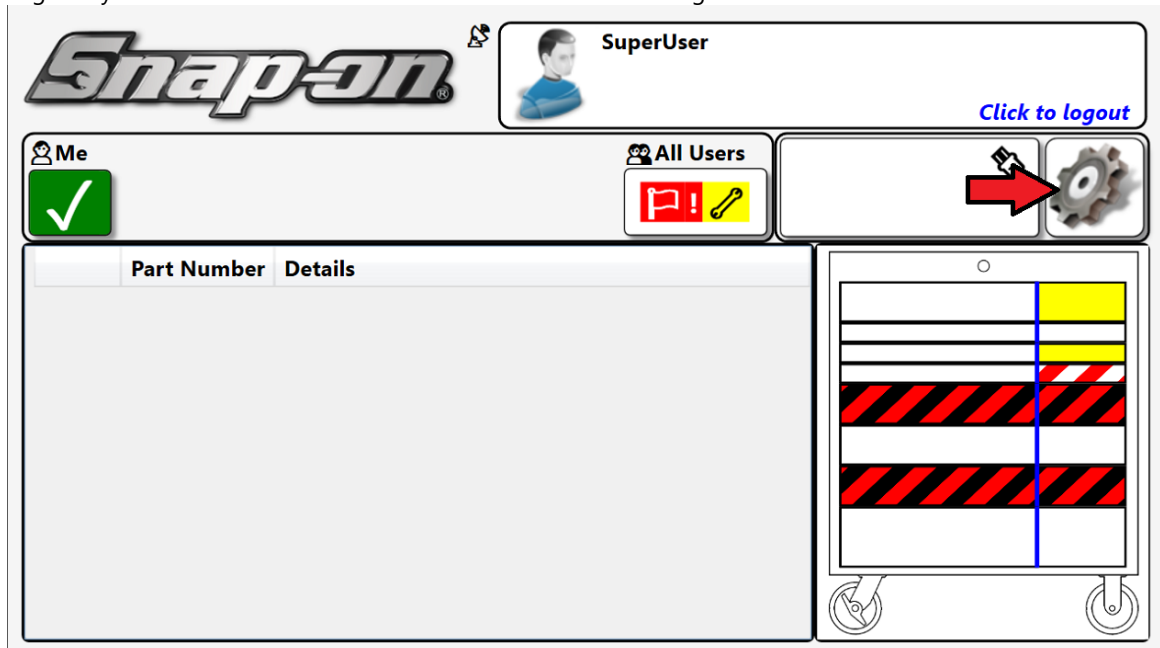 Snap-on®
SuperUser
Click to logout
Me
All Users
!
Part Number
Details